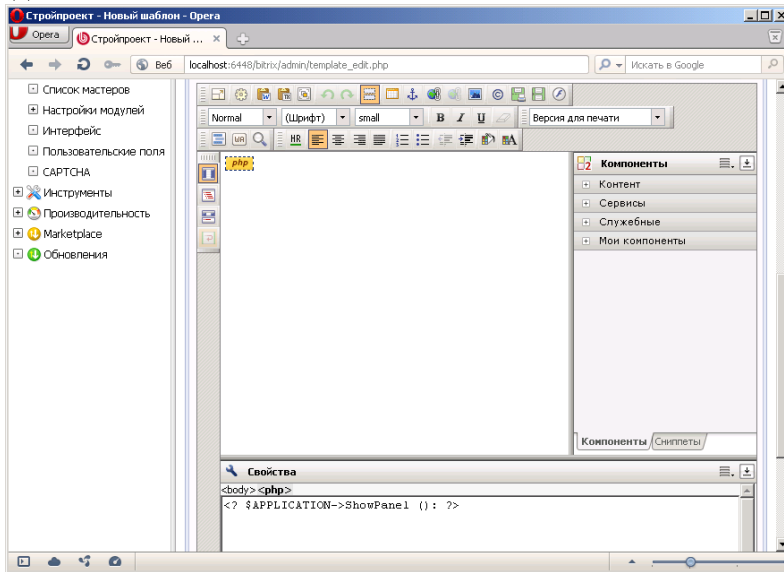 Стройпроект - Новый шаблон - Opera
Opera
Стройпроект - Новый ...
Веб
localhost:6448/bitrix/admin/template_edit.php
Искать в Google
Список мастеров
Настройки модулей
Интерфейс
Пользовательские поля
CAPTCHA
Инструменты
Производительность
Marketplace
Обновления
Normal
(Шрифт)
small
B I U
Версия для печати
HR
php
Компоненты
Контент
Сервисы
Служебные
Мои компоненты
Компоненты
Сниппеты
Свойства
<body> <php>
<? $APPLICATION->ShowPanel (): ?>